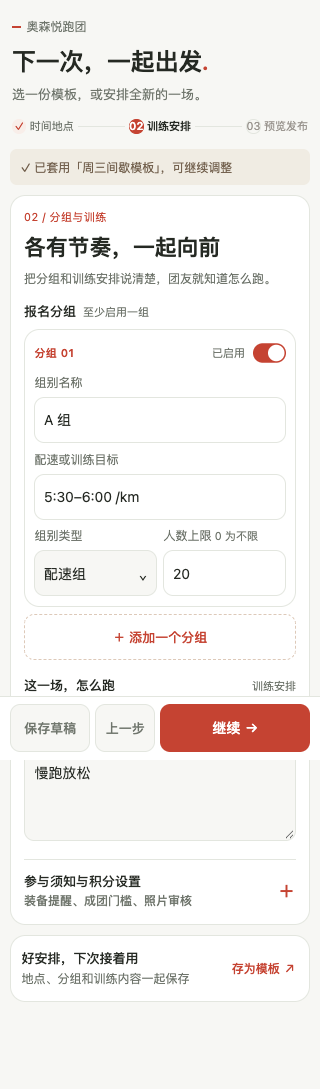 奥森悦跑团
下一次，一起出发.
选一份模板，或安排全新的一场。
✓ 时间地点 02 训练安排 03 预览发布
✓ 已套用「周三间歇模板」，可继续调整
02 / 分组与训练
各有节奏，一起向前
把分组和训练安排说清楚，团友就知道怎么跑。
报名分组 至少启用一组
分组 01 已启用
组别名称
A 组
配速或训练目标
5:30–6:00 /km
组别类型 人数上限 0 为不限
配速组 20
+ 添加一个分组
这一场，怎么跑 训练安排
保存草稿 上一步 继续 →
慢跑放松
参与须知与积分设置 +
装备提醒、成团门槛、照片审核
好安排，下次接着用
存为模板 ↗
地点、分组和训练内容一起保存